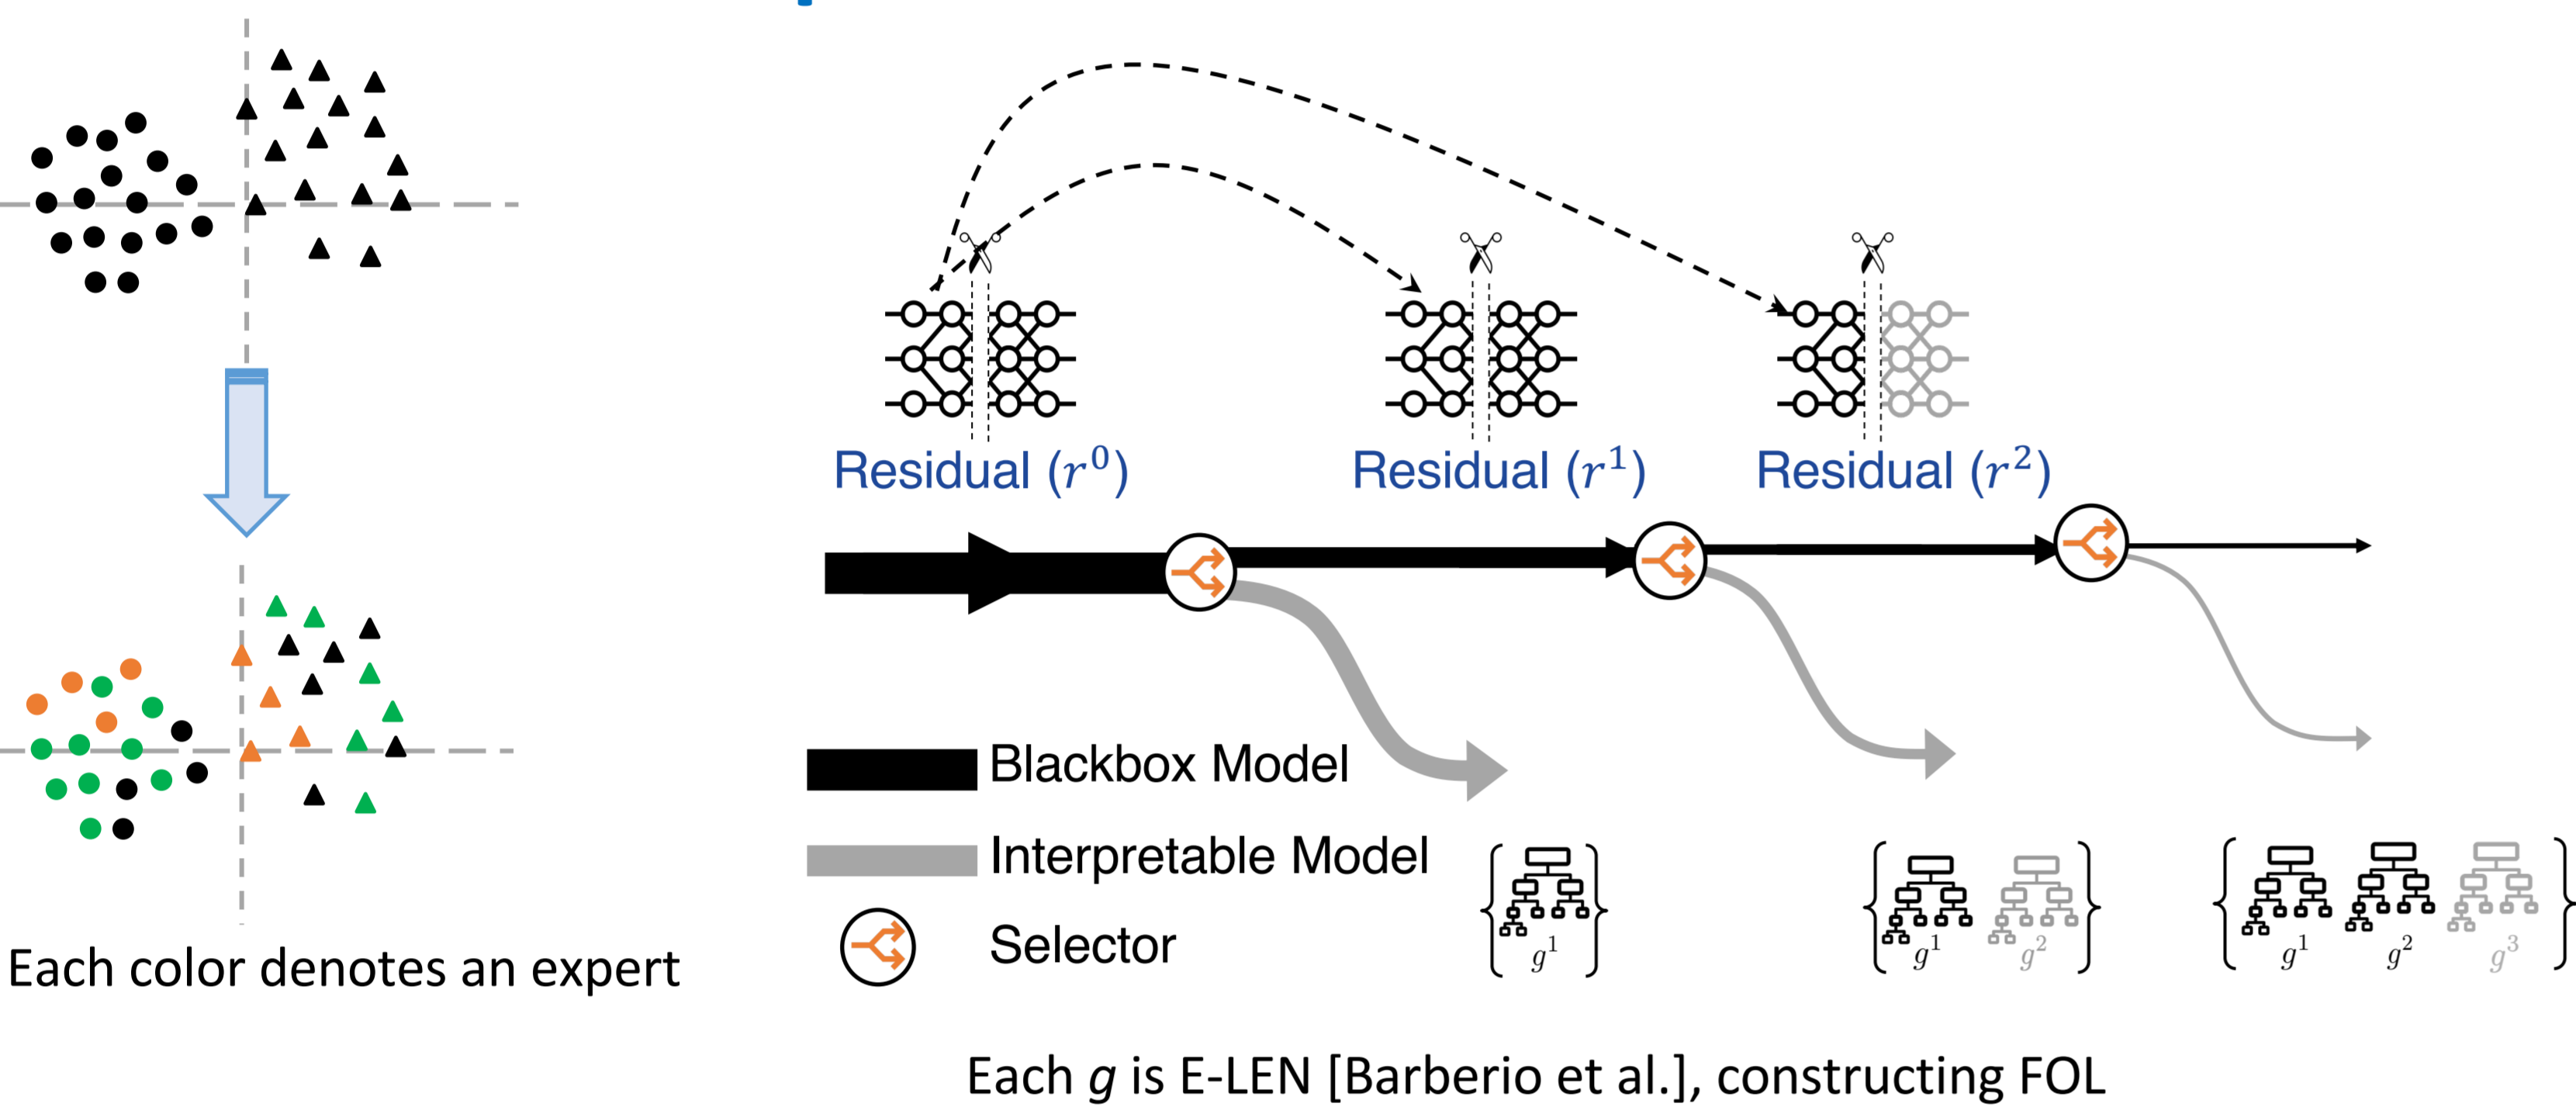 Residual (r⁰)
Residual (r¹)
Residual (r²)
Blackbox Model
Interpretable Model
Selector
g¹
g¹
g²
g¹
g²
g³
Each color denotes an expert
Each g is E-LEN [Barberio et al.], constructing FOL